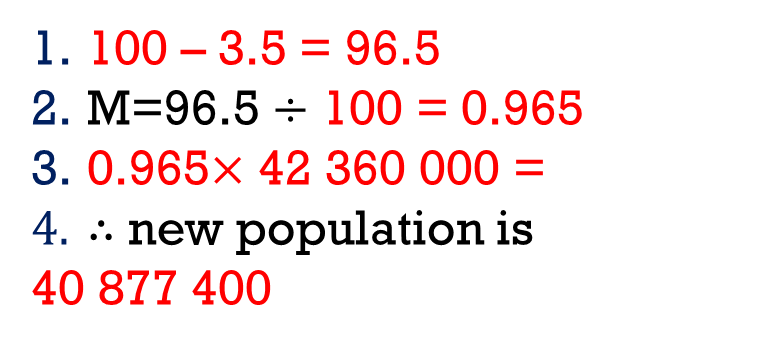 1. 100 – 3.5 = 96.5
2. M=96.5 ÷ 100 = 0.965
3. 0.965× 42 360 000 =
4. ∴ new population is
40 877 400